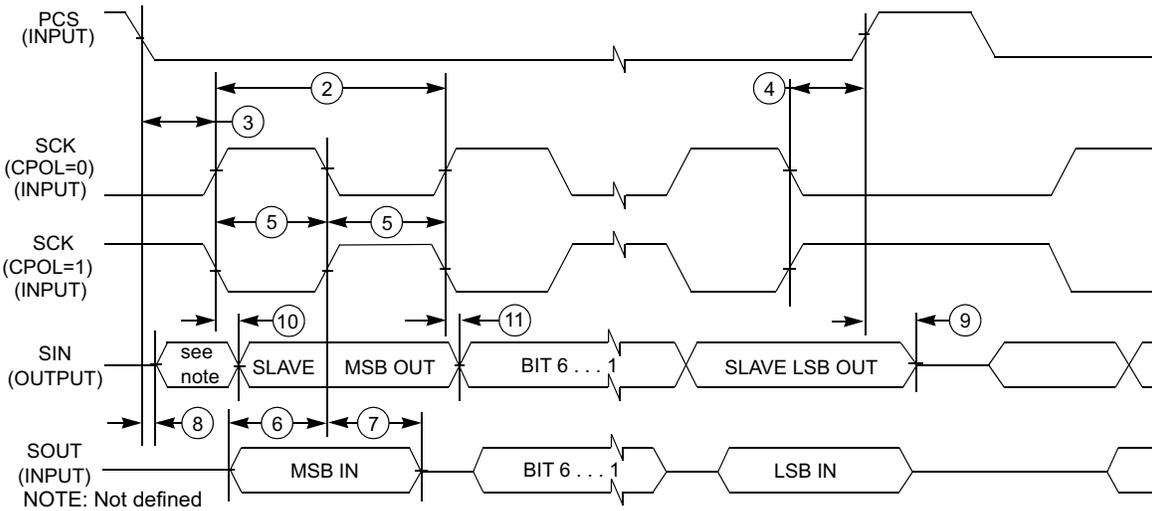 PCS
(INPUT)
2
4
3
SCK
(CPOL=0)
(INPUT)
5
5
SCK
(CPOL=1)
(INPUT)
10
11
9
SIN
(OUTPUT)
see
note
SLAVE
MSB OUT
BIT 6 . . . 1
SLAVE LSB OUT
8
6
7
SOUT
(INPUT)
MSB IN
BIT 6 . . . 1
LSB IN
NOTE: Not defined